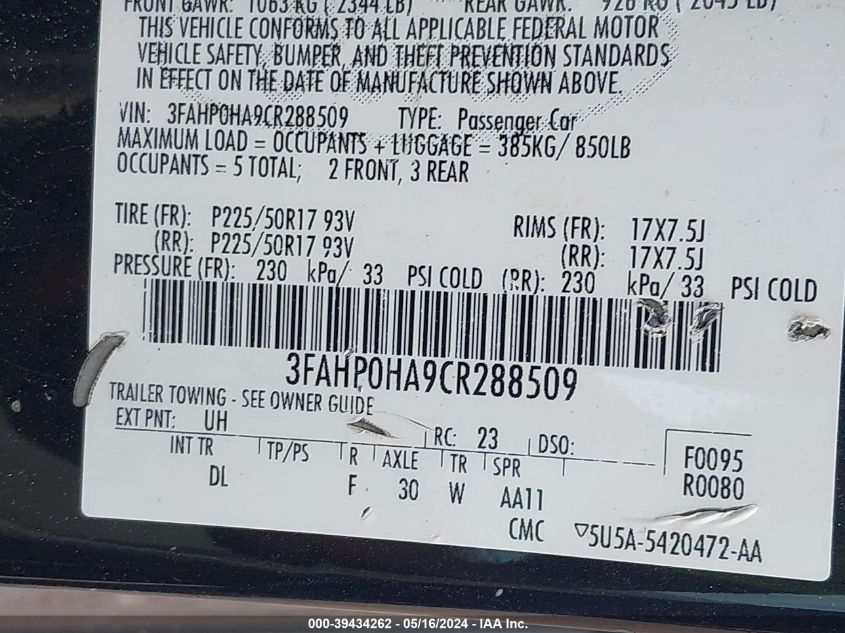 FRONT GAWR: 1063 KG ( 2344 LB) REAR GAWR: 928 KG ( 2045 LB)
THIS VEHICLE CONFORMS TO ALL APPLICABLE FEDERAL MOTOR
VEHICLE SAFETY, BUMPER, AND THEFT PREVENTION STANDARDS
IN EFFECT ON THE DATE OF MANUFACTURE SHOWN ABOVE.
VIN: 3FAHP0HA9CR288509 TYPE: Passenger Car
MAXIMUM LOAD = OCCUPANTS + LUGGAGE = 385KG/ 850LB
OCCUPANTS = 5 TOTAL; 2 FRONT, 3 REAR
TIRE (FR): P225/50R17 93V RIMS (FR): 17X7.5J
(RR): P225/50R17 93V (RR): 17X7.5J
PRESSURE (FR): 230 kPa/ 33 PSI COLD (RR): 230 kPa/ 33 PSI COLD
3FAHP0HA9CR288509
TRAILER TOWING - SEE OWNER GUIDE
EXT PNT: UH RC: 23 DSO:
INT TR TP/PS R AXLE TR SPR F0095
DL F 30 W AA11 R0080
CMC ▽5U5A-5420472-AA
000-39434262 - 05/16/2024 - IAA Inc.